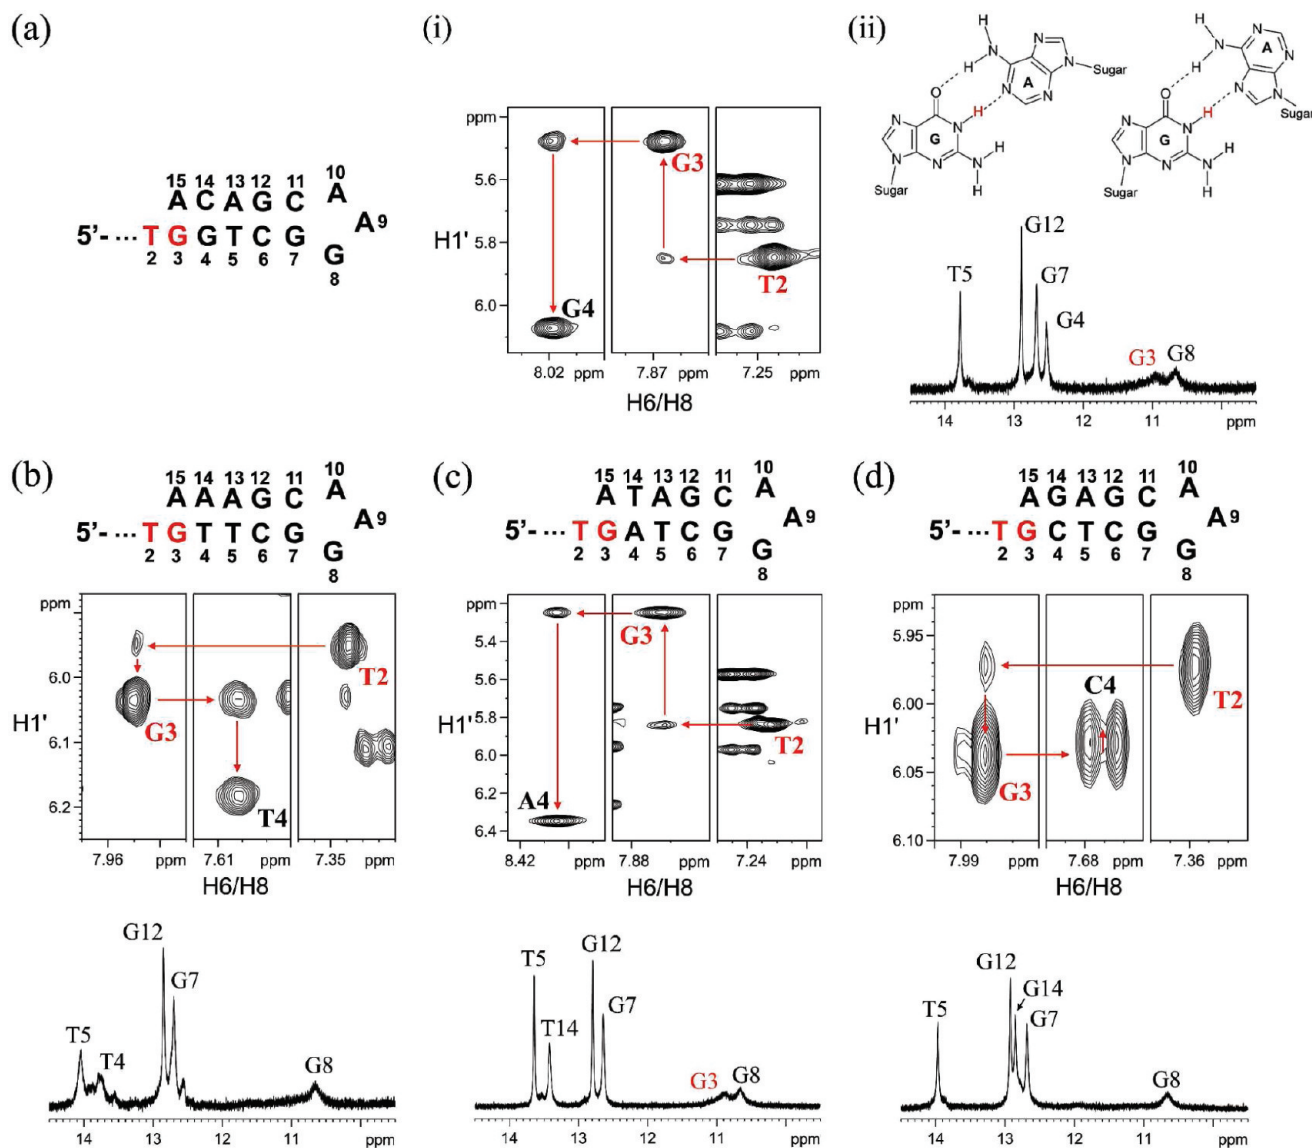 (a)
15 14 13 12 11 10
A C A G C A
A 9
5'- ··· T G G T C G G
2 3 4 5 6 7 8
(i)
ppm
5.6
5.8
6.0
H1'
G3
G4
T2
8.02 ppm 7.87 ppm 7.25 ppm
H6/H8
(ii)
H
N
H
O
N
N
N
A
N
N
Sugar
N
N
G
N
H
N
N
H
H
Sugar
H
N
H
O
N
N
A
N
N
N
Sugar
N
N
G
N
H
N
N
H
H
Sugar
G12
T5
G7
G4
G3
G8
14 13 12 11 ppm
(b)
15 14 13 12 11 10
A A A G C A
A 9
5'- ··· T G T T C G G
2 3 4 5 6 7 8
ppm
6.0
6.1
6.2
H1'
G3
T2
T4
7.96 ppm 7.61 ppm 7.35 ppm
H6/H8
G12
G7
T5
T4
G8
14 13 12 11 ppm
(c)
15 14 13 12 11 10
A T A G C A
A 9
5'- ··· T G A T C G G
2 3 4 5 6 7 8
ppm
5.4
5.6
5.8
6.0
6.2
6.4
H1'
G3
T2
A4
8.42 ppm 7.88 ppm 7.24 ppm
H6/H8
G12
T5
T14
G7
G3
G8
14 13 12 11 ppm
(d)
15 14 13 12 11 10
A G A G C A
A 9
5'- ··· T G C T C G G
2 3 4 5 6 7 8
ppm
5.95
6.00
6.05
6.10
H1'
C4
T2
G3
7.99 ppm 7.68 ppm 7.36 ppm
H6/H8
G12
G14
T5
G7
G8
14 13 12 11 ppm